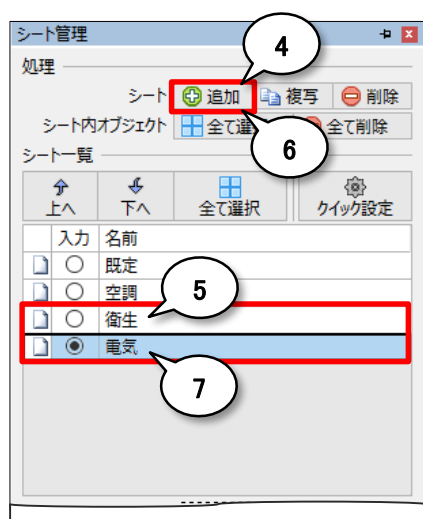 シート管理
4
処理
シート 追加 複写 削除
シート内オブジェクト 全て選 全て削除
6
シート一覧
上へ 下へ 全て選択 クイック設定
入力 名前
既定
空調
5
衛生
電気
7